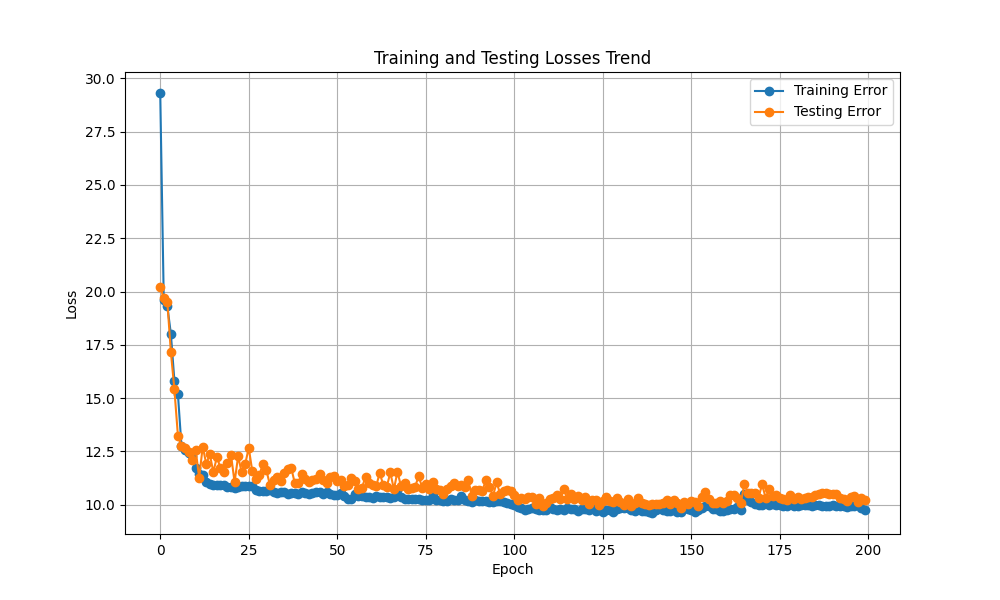 Training and Testing Losses Trend
Training Error
Testing Error
30.0
27.5
25.0
22.5
20.0
17.5
15.0
12.5
10.0
Loss
0 25 50 75 100 125 150 175 200
Epoch